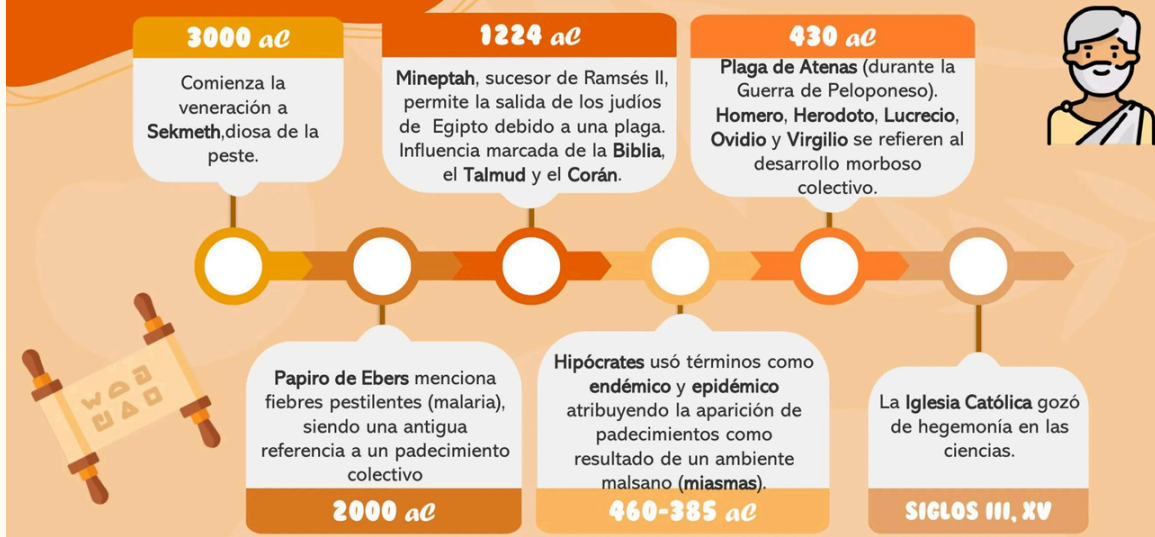 3000 aC
Comienza la
veneración a
Sekmeth,diosa de la
peste.
1224 aC
Mineptah, sucesor de Ramsés II,
permite la salida de los judíos
de Egipto debido a una plaga.
Influencia marcada de la Biblia,
el Talmud y el Corán.
430 aC
Plaga de Atenas (durante la
Guerra de Peloponeso).
Homero, Herodoto, Lucrecio,
Ovidio y Virgilio se refieren al
desarrollo morboso
colectivo.
Papiro de Ebers menciona
fiebres pestilentes (malaria),
siendo una antigua
referencia a un padecimiento
colectivo
2000 aC
Hipócrates usó términos como
endémico y epidémico
atribuyendo la aparición de
padecimientos como
resultado de un ambiente
malsano (miasmas).
460-385 aC
La Iglesia Católica gozó
de hegemonía en las
ciencias.
SIGLOS III, XV